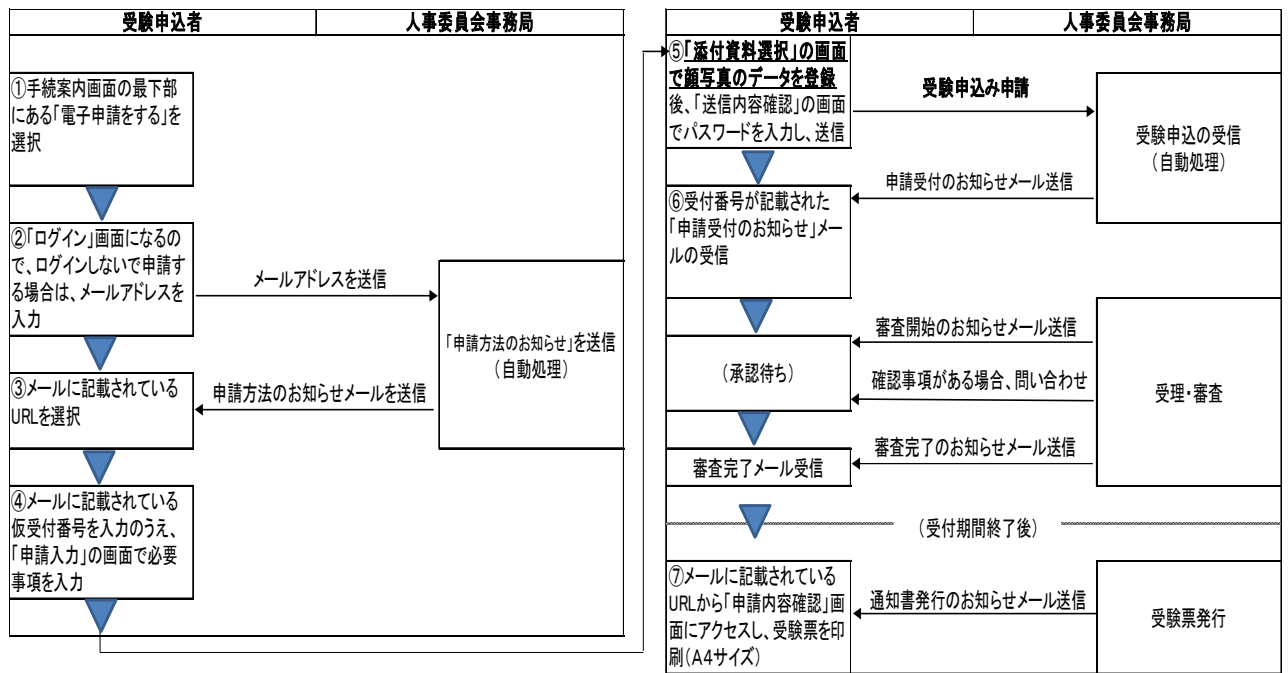 受験申込者
人事委員会事務局
①手続案内画面の最下部
にある「電子申請をする」を
選択
②「ログイン」画面になるの
で、ログインしないで申請す
る場合は、メールアドレスを
入力
メールアドレスを送信
「申請方法のお知らせ」を送信
（自動処理）
③メールに記載されている
URLを選択
申請方法のお知らせメールを送信
④メールに記載されている
仮受付番号を入力のうえ、
「申請入力」の画面で必要
事項を入力
受験申込者
人事委員会事務局
⑤「添付資料選択」の画面
で顔写真のデータを登録
後、「送信内容確認」の画面
でパスワードを入力し、送信
受験申込み申請
受験申込の受信
（自動処理）
申請受付のお知らせメール送信
⑥受付番号が記載された
「申請受付のお知らせ」メー
ルの受信
審査開始のお知らせメール送信
（承認待ち）
確認事項がある場合、問い合わせ
受理・審査
審査完了のお知らせメール送信
審査完了メール受信
（受付期間終了後）
⑦メールに記載されている
URLから「申請内容確認」画
面にアクセスし、受験票を印
刷（A4サイズ）
通知書発行のお知らせメール送信
受験票発行